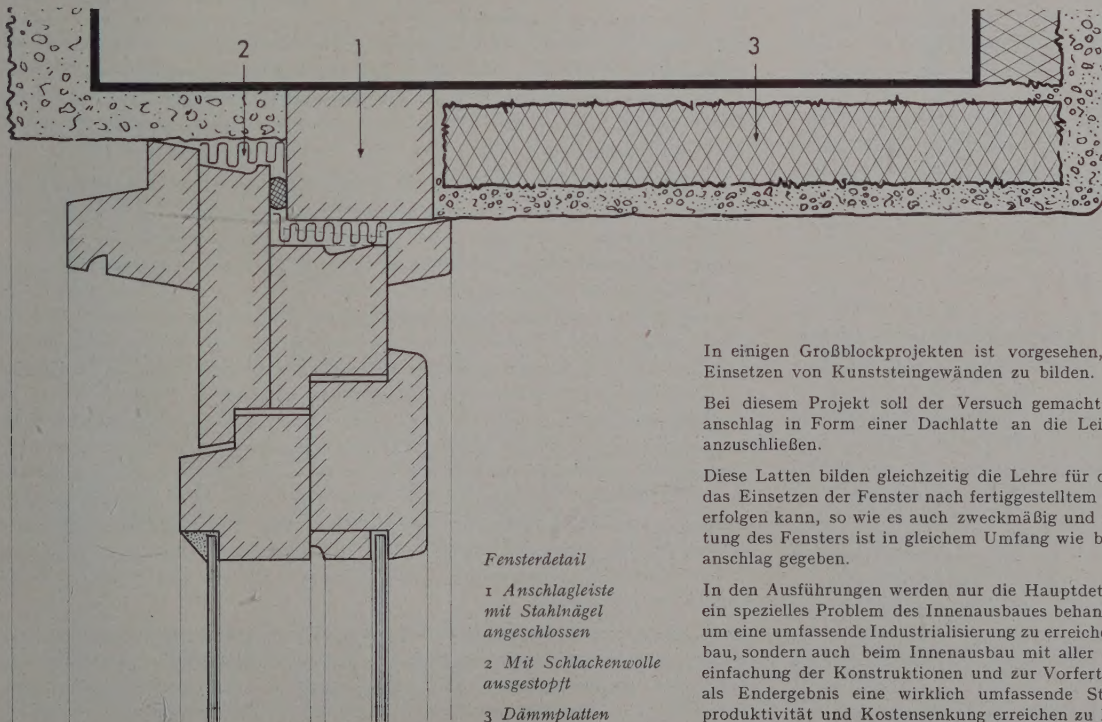 2
1
3
Fensterdetail
1 Anschlagleiste
mit Stahlnägel
angeschlossen
2 Mit Schlackenwolle
ausgestopft
3 Dämmplatten
In einigen Großblockprojekten ist vorgesehen,
Einsetzen von Kunststeingewänden zu bilden.
Bei diesem Projekt soll der Versuch gemacht
anschlag in Form einer Dachlatte an die Lei
anzuschließen.
Diese Latten bilden gleichzeitig die Lehre für d
das Einsetzen der Fenster nach fertiggestelltem
erfolgen kann, so wie es auch zweckmäßig und
tung des Fensters ist in gleichem Umfang wie b
anschlag gegeben.
In den Ausführungen werden nur die Hauptdet
ein spezielles Problem des Innenausbaues behan
um eine umfassende Industrialisierung zu erreiche
bau, sondern auch beim Innenausbau mit aller
einfachung der Konstruktionen und zur Vorfert
als Endergebnis eine wirklich umfassende St
produktivität und Kostensenkung erreichen zu